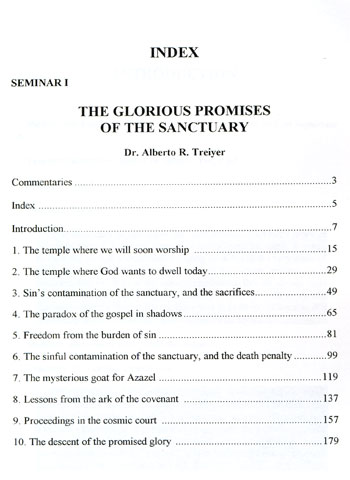 INDEX
SEMINAR I
THE GLORIOUS PROMISES
OF THE SANCTUARY
Dr. Alberto R. Treiyer
Commentaries ....................................................................................3
Index ................................................................................................5
Introduction......................................................................................7
1. The temple where we will soon worship ........................................15
2. The temple where God wants to dwell today...................................29
3. Sin's contamination of the sanctuary, and the sacrifices.....................49
4. The paradox of the gospel in shadows............................................65
5. Freedom from the burden of sin ...................................................81
6. The sinful contamination of the sanctuary, and the death penalty .......99
7. The mysterious goat for Azazel ..................................................119
8. Lessons from the ark of the covenant ..........................................137
9. Proceedings in the cosmic court .................................................157
10. The descent of the promised glory .............................................179